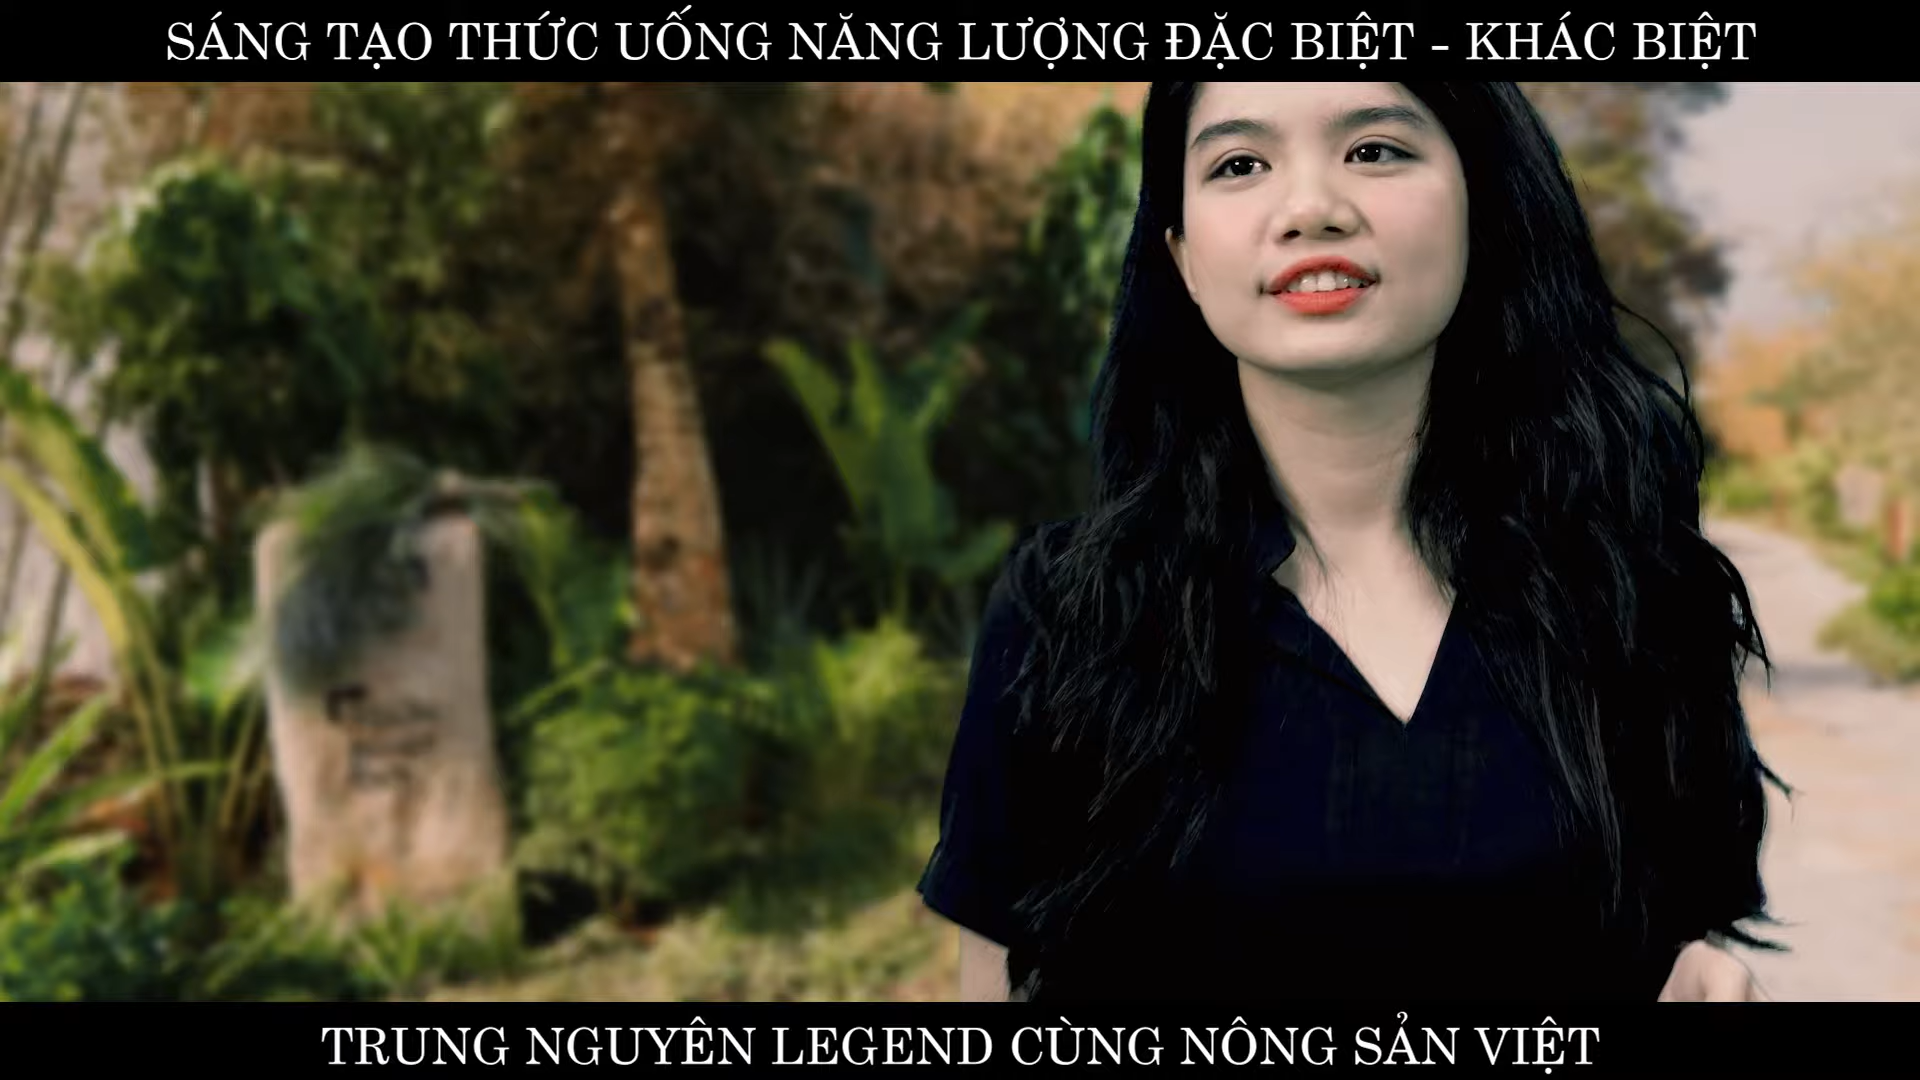 SÁNG TẠO THỨC UỐNG NĂNG LƯỢNG ĐẶC BIỆT - KHÁC BIỆT
TRUNG NGUYÊN LEGEND CÙNG NÔNG SẢN VIỆT